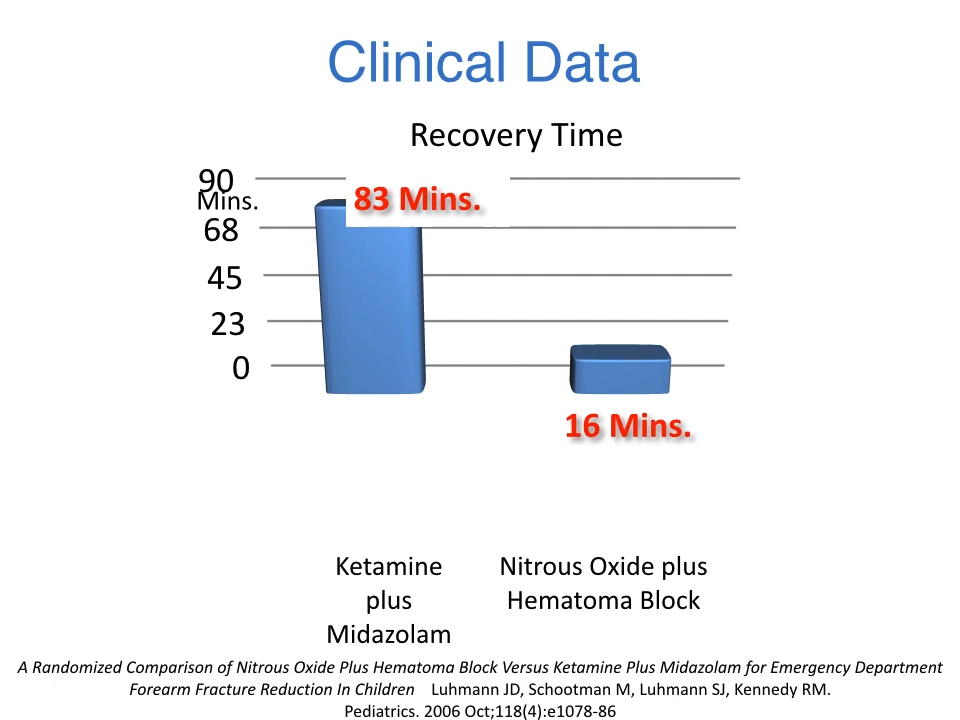 Clinical Data
Recovery Time
90
Mins.
83 Mins.
68
45
23
0
16 Mins.
Ketamine
plus
Midazolam
Nitrous Oxide plus
Hematoma Block
A Randomized Comparison of Nitrous Oxide Plus Hematoma Block Versus Ketamine Plus Midazolam for Emergency Department
Forearm Fracture Reduction In Children Luhmann JD, Schootman M, Luhmann SJ, Kennedy RM.
Pediatrics. 2006 Oct;118(4):e1078-86